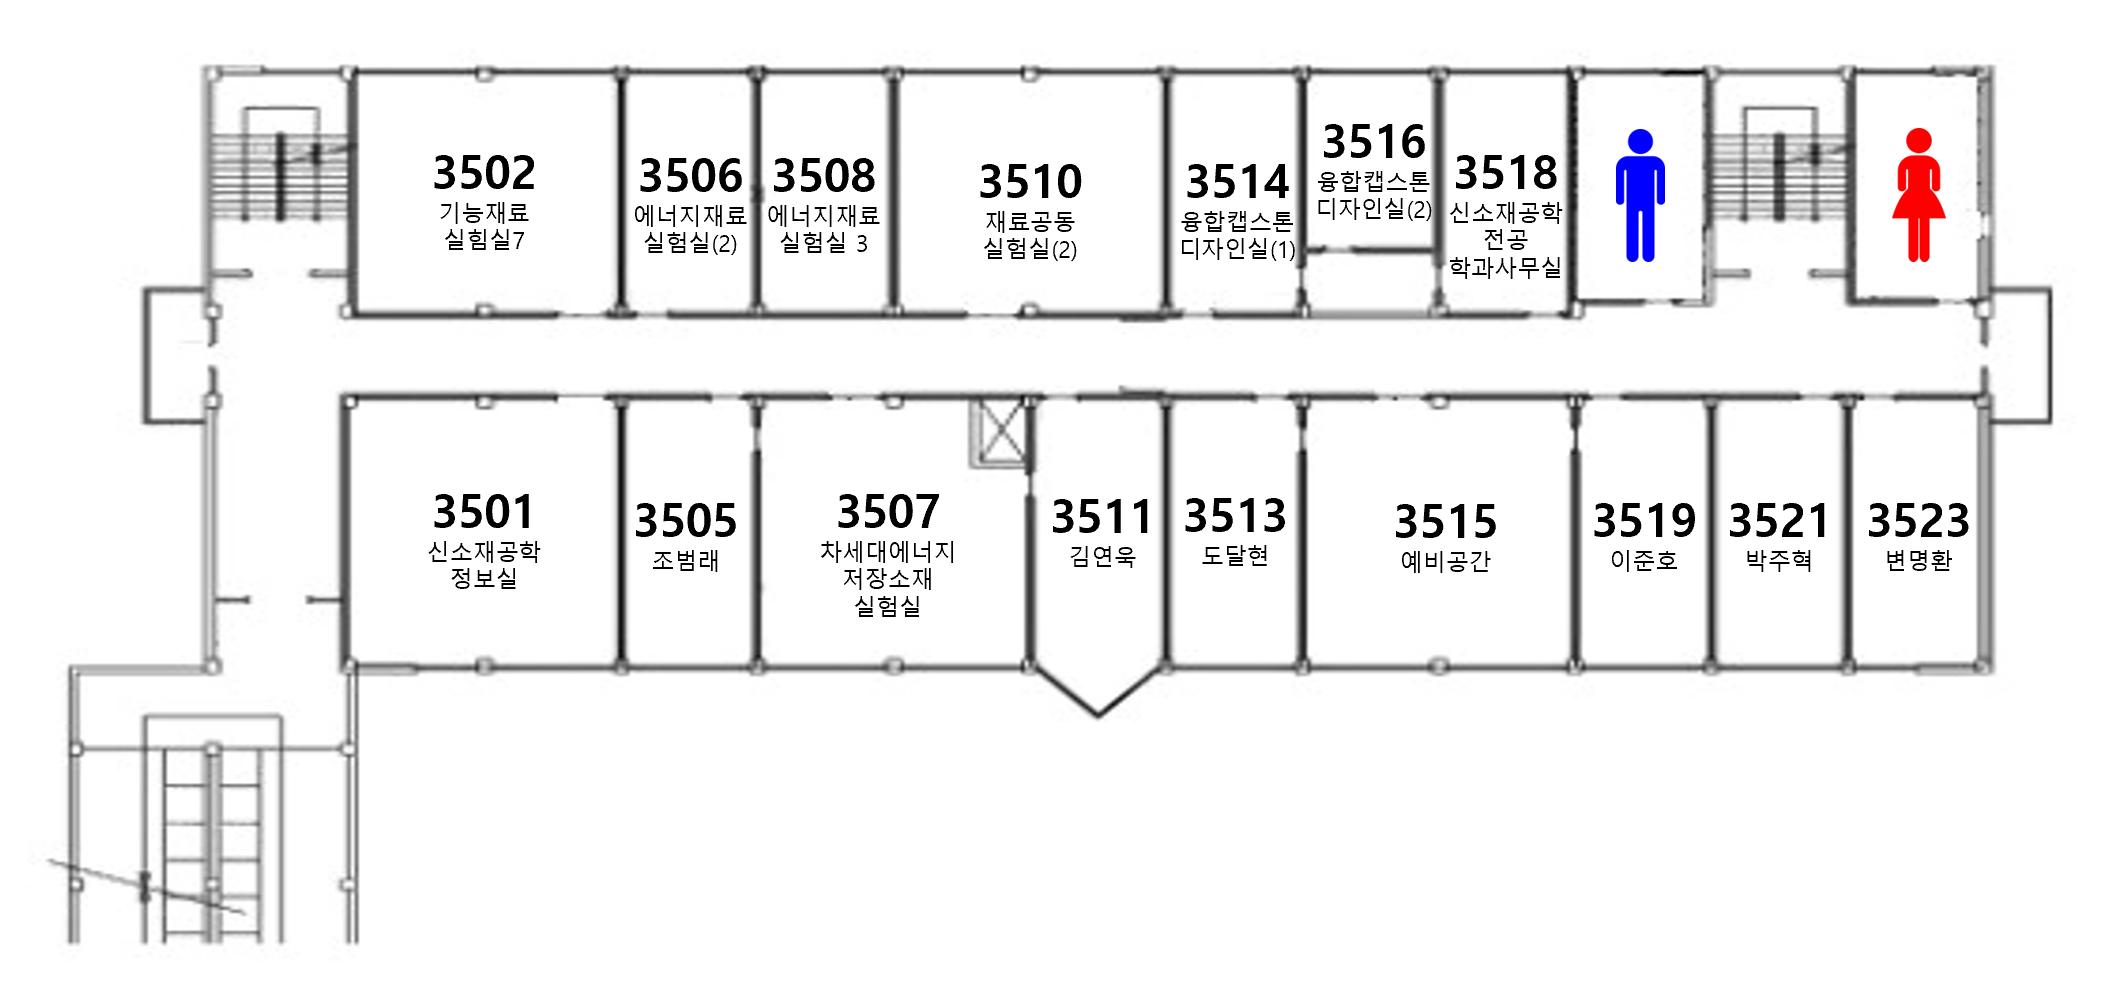 3502
기능재료
실험실7
3506
에너지재료
실험실(2)
3508
에너지재료
실험실 3
3510
재료공동
실험실(2)
3514
융합캡스톤
디자인실(1)
3516
융합캡스톤
디자인실(2)
3518
신소재공학
전공
학과사무실
3501
신소재공학
정보실
3505
조범래
3507
차세대에너지
저장소재
실험실
3511
김연욱
3513
도달현
3515
예비공간
3519
이준호
3521
박주혁
3523
변명환